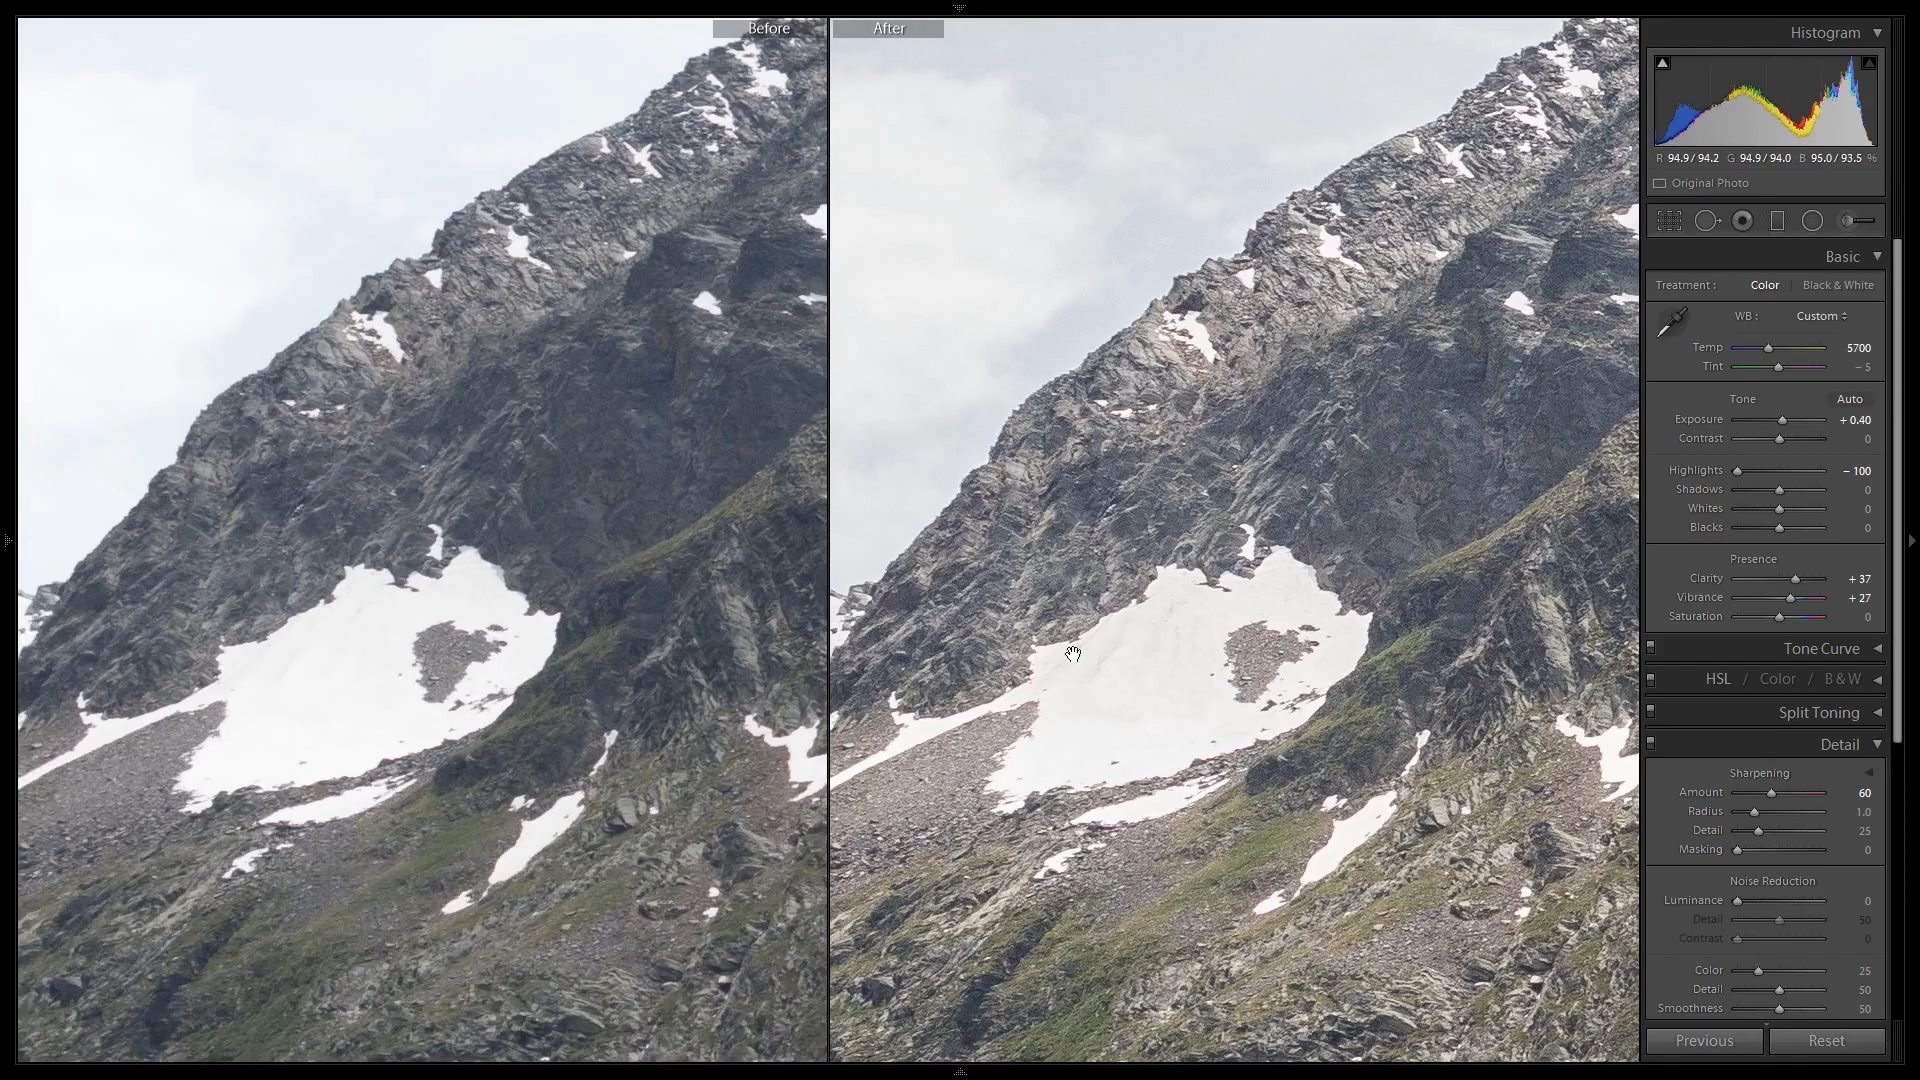 Before
After
Histogram
R 94.9 / 94.2 G 94.9 / 94.0 B 95.0 / 93.5 %
Original Photo
Basic
Treatment : Color | Black & White
WB : Custom
Temp 5700
Tint – 5
Tone Auto
Exposure + 0.40
Contrast 0
Highlights – 100
Shadows 0
Whites 0
Blacks 0
Presence
Clarity + 37
Vibrance + 27
Saturation 0
Tone Curve
HSL / Color / B & W
Split Toning
Detail
Sharpening
Amount 60
Radius 1.0
Detail 25
Masking 0
Noise Reduction
Luminance 0
Detail 50
Contrast 0
Color 25
Detail 50
Smoothness 50
Previous Reset